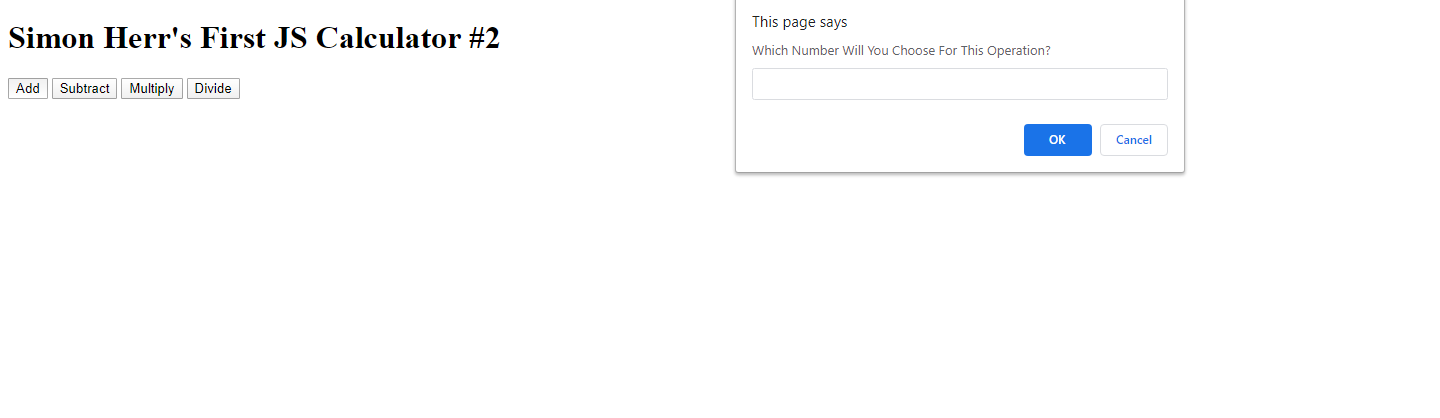 Simon Herr's First JS Calculator #2
Add Subtract Multiply Divide
This page says
Which Number Will You Choose For This Operation?
OK Cancel